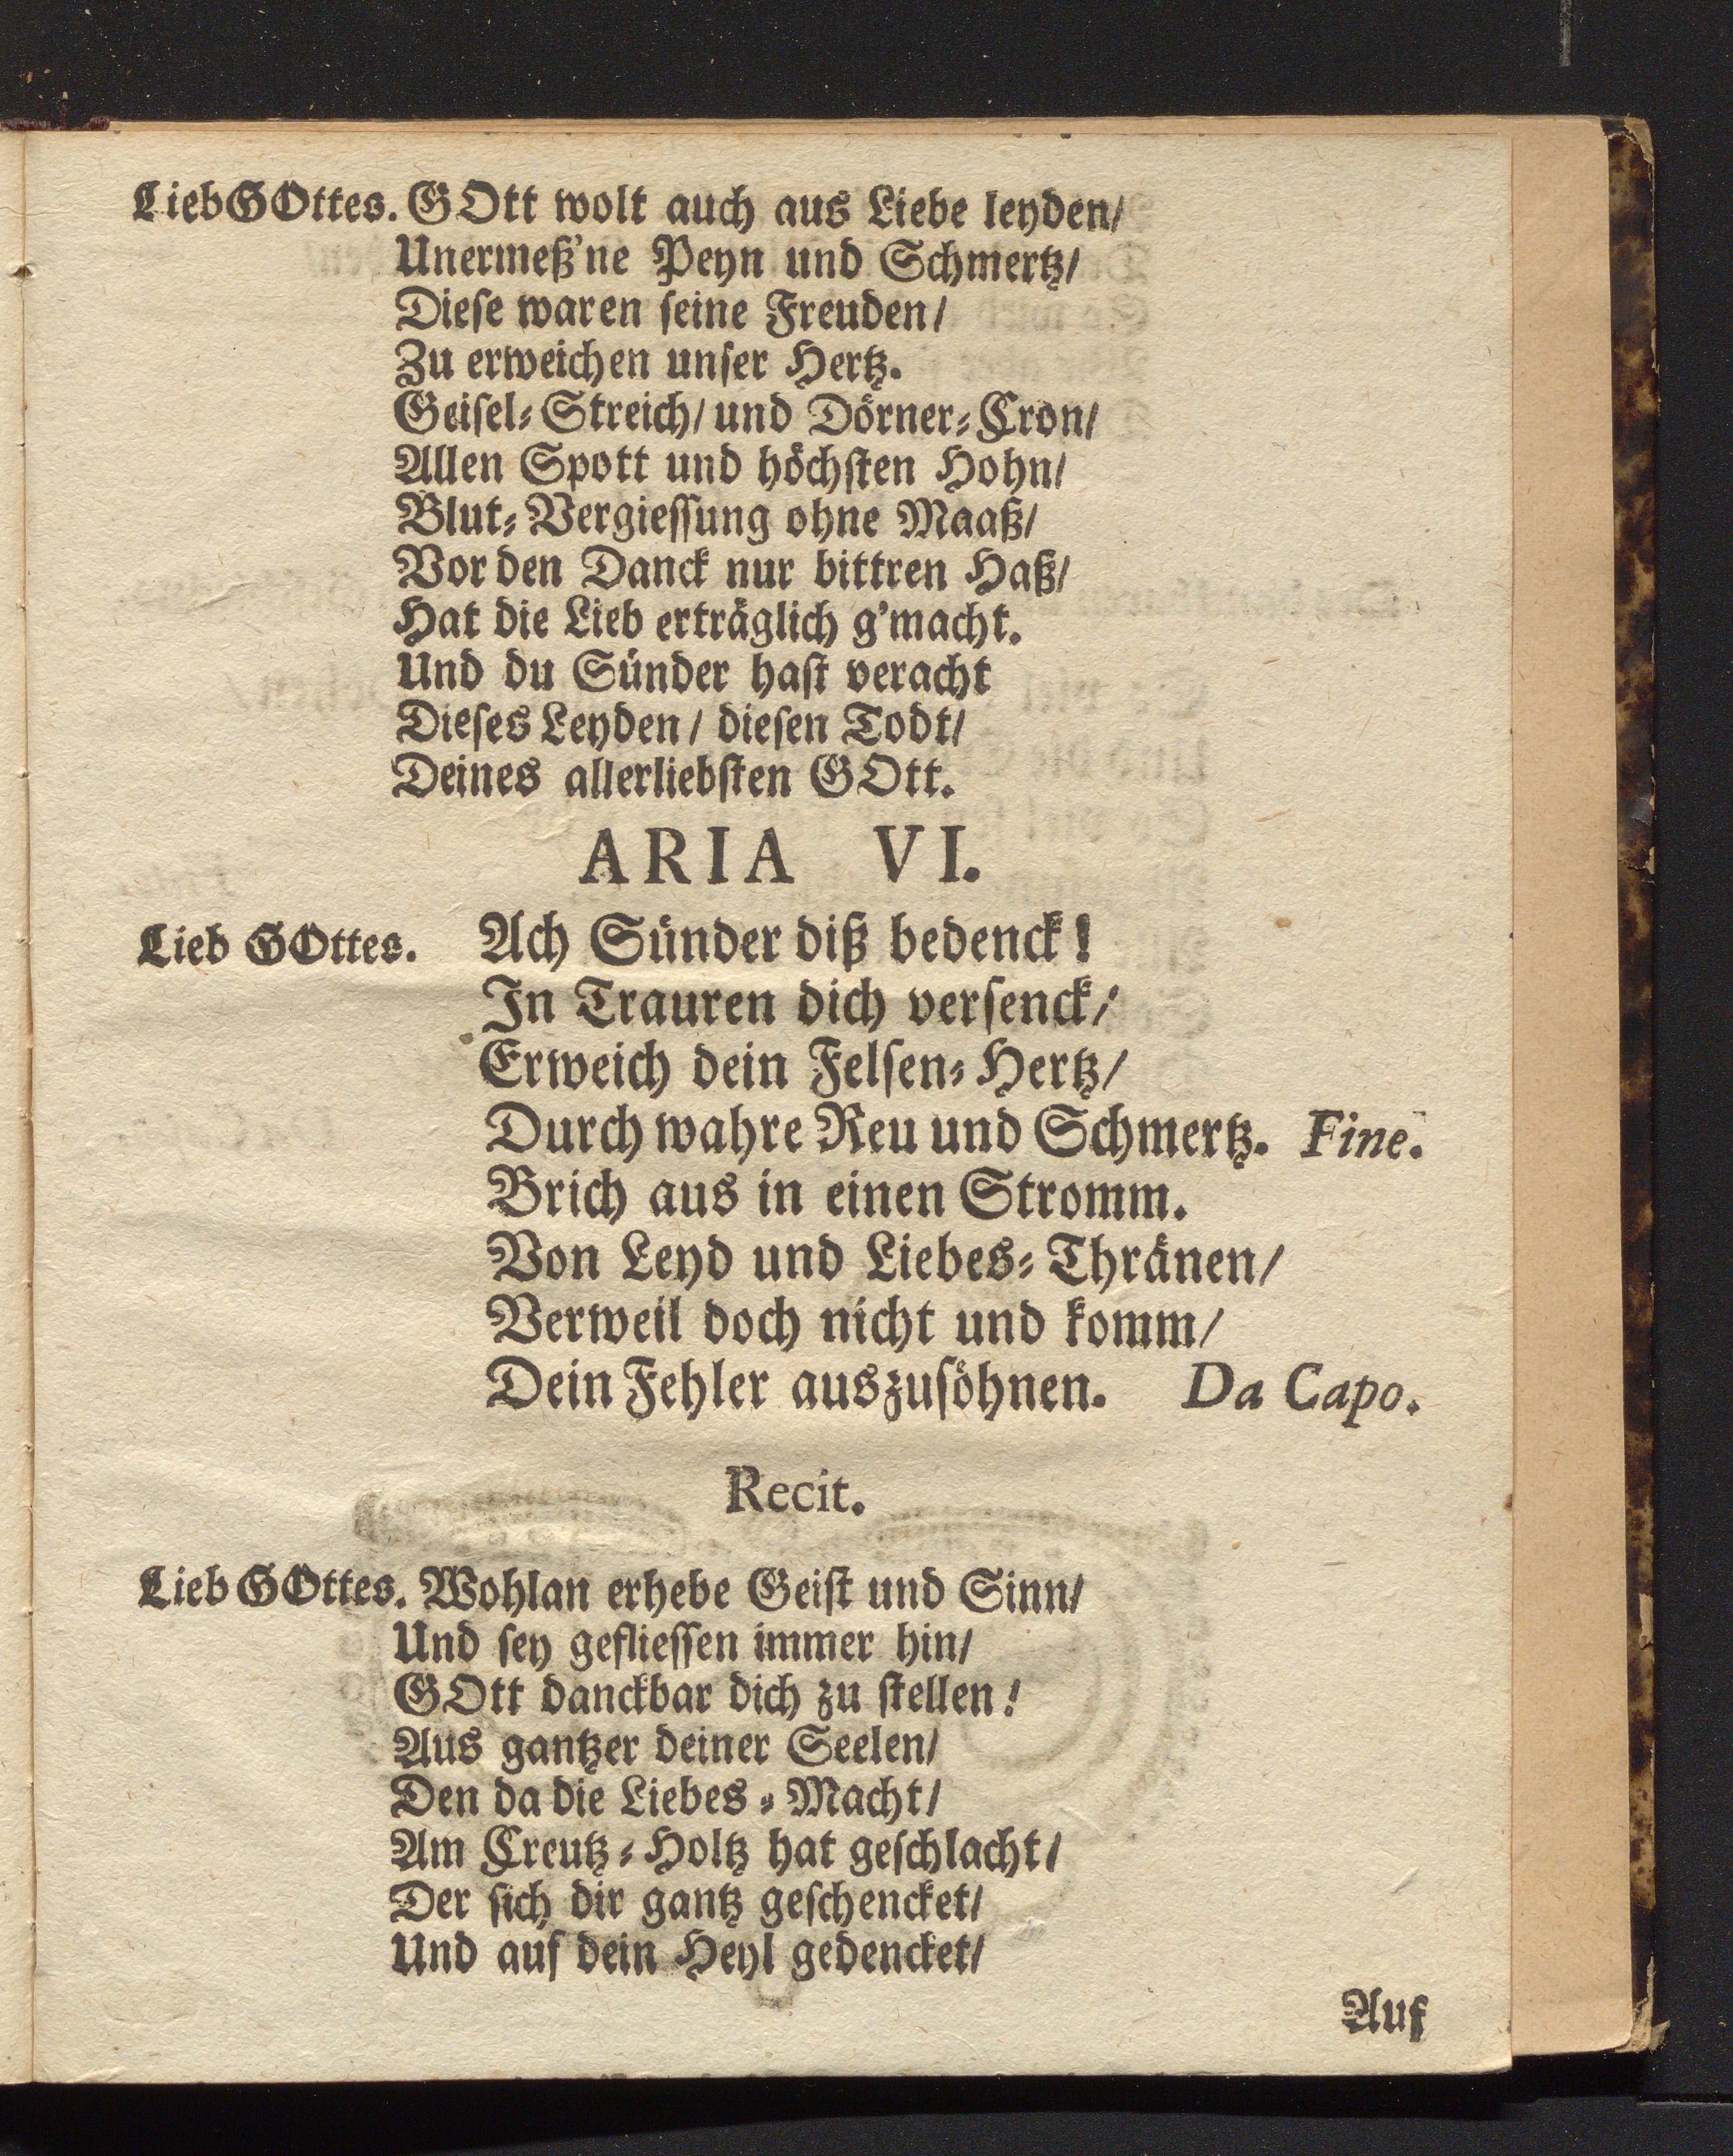 Lieb GOttes. GOtt wolt auch aus Liebe leyden/
Unermeß'ne Peyn und Schmertz/
Diese waren seine Freuden/
Zu erweichen unser Hertz.
Geisel-Streich/ und Dörner-Cron/
Allen Spott und höchsten Hohn/
Blut-Vergiessung ohne Maaß/
Vor den Danck nur bittren Haß/
Hat die Lieb erträglich g'macht.
Und du Sünder hast veracht
Dieses Leyden/ diesen Todt/
Deines allerliebsten GOtt.
ARIA VI.
Lieb GOttes. Ach Sünder diß bedenck!
In Trauren dich versenck/
Erweich dein Felsen-Hertz/
Durch wahre Reu und Schmertz. Fine.
Brich aus in einen Stromm.
Von Leyd und Liebes-Thränen/
Verweil doch nicht und komm/
Dein Fehler auszusöhnen. Da Capo.
Recit.
Lieb GOttes. Wohlan erhebe Geist und Sinn/
Und sey gefliessen immer hin/
GOtt danckbar dich zu stellen!
Aus gantzer deiner Seelen/
Den da die Liebes-Macht/
Am Creutz-Holtz hat geschlacht/
Der sich dir gantz geschencket/
Und auf dein Heyl gedencket/
Auf